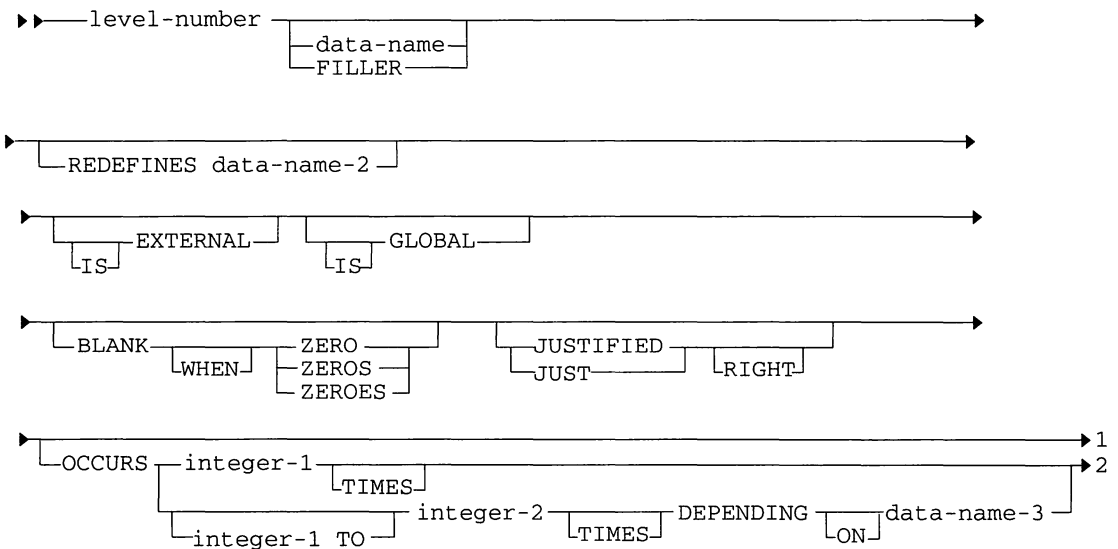 level-number
data-name
FILLER
REDEFINES data-name-2
EXTERNAL GLOBAL
IS IS
BLANK ZERO JUSTIFIED
WHEN ZEROS JUST RIGHT
ZEROES
1
OCCURS integer-1 2
TIMES
integer-2 DEPENDING data-name-3
integer-1 TO TIMES ON